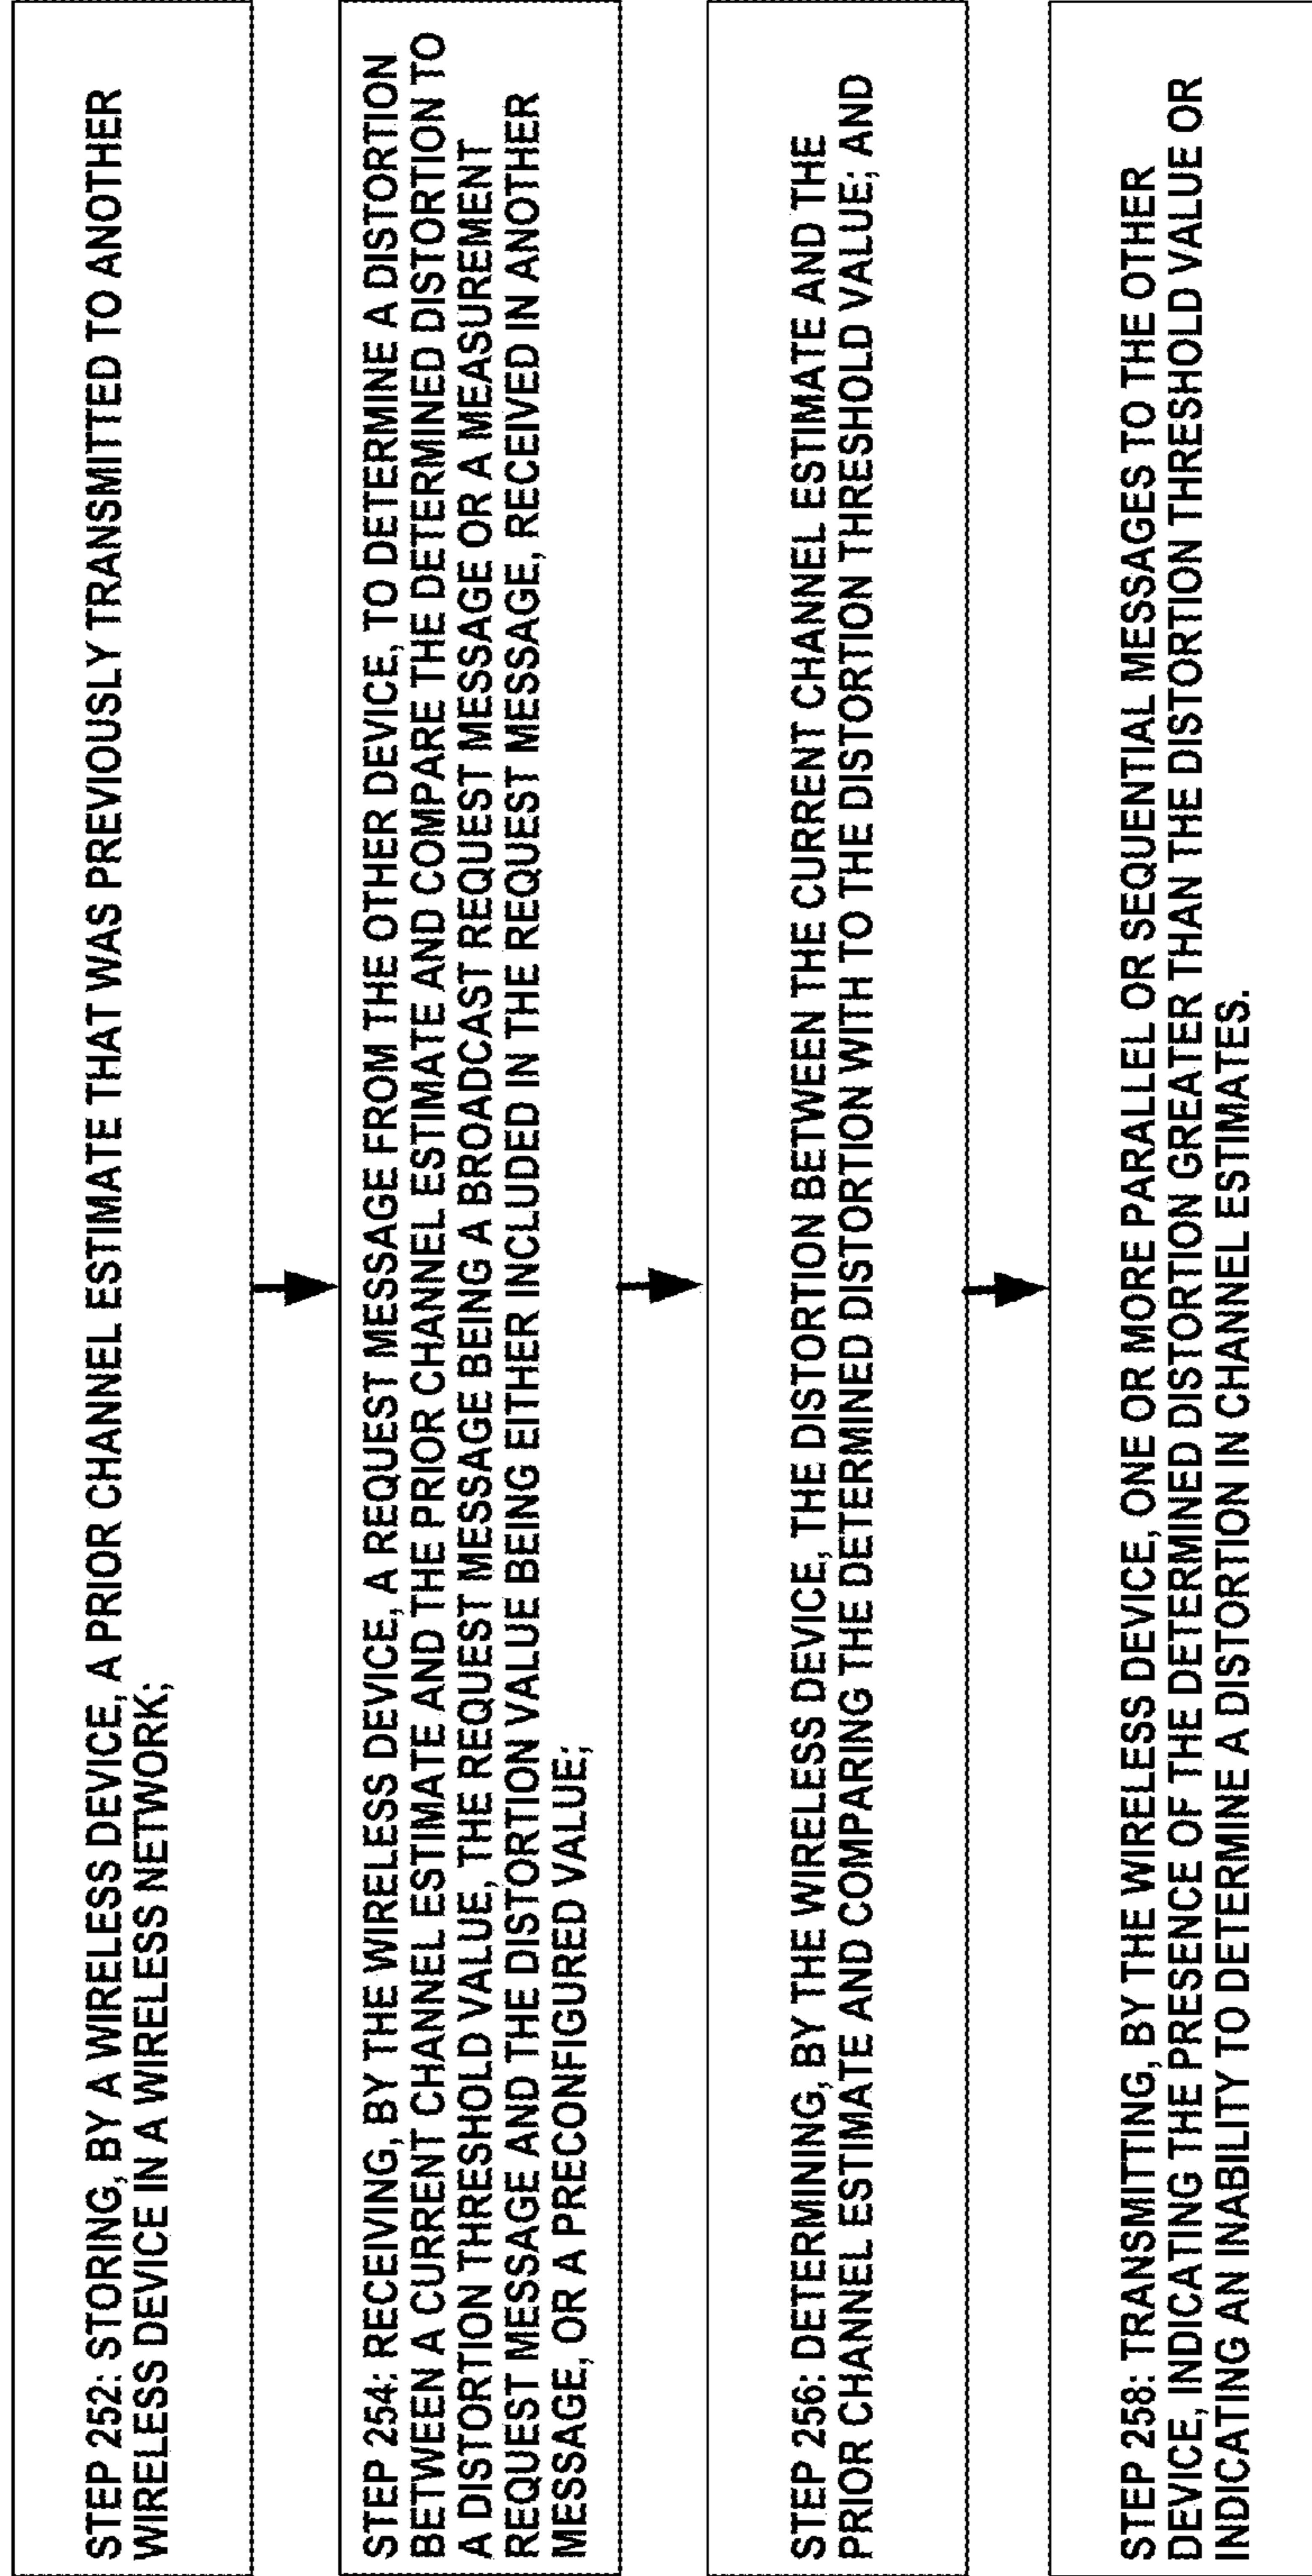 STEP 252: STORING, BY A WIRELESS DEVICE, A PRIOR CHANNEL ESTIMATE THAT WAS PREVIOUSLY TRANSMITTED TO ANOTHER
WIRELESS DEVICE IN A WIRELESS NETWORK;
STEP 254: RECEIVING, BY THE WIRELESS DEVICE, A REQUEST MESSAGE FROM THE OTHER DEVICE, TO DETERMINE A DISTORTION
BETWEEN A CURRENT CHANNEL ESTIMATE AND THE PRIOR CHANNEL ESTIMATE AND COMPARE THE DETERMINED DISTORTION TO
A DISTORTION THRESHOLD VALUE, THE REQUEST MESSAGE BEING A BROADCAST REQUEST MESSAGE OR A MEASUREMENT
REQUEST MESSAGE AND THE DISTORTION VALUE BEING EITHER INCLUDED IN THE REQUEST MESSAGE, RECEIVED IN ANOTHER
MESSAGE, OR A PRECONFIGURED VALUE;
STEP 256: DETERMINING, BY THE WIRELESS DEVICE, THE DISTORTION BETWEEN THE CURRENT CHANNEL ESTIMATE AND THE
PRIOR CHANNEL ESTIMATE AND COMPARING THE DETERMINED DISTORTION WITH TO THE DISTORTION THRESHOLD VALUE; AND
STEP 258: TRANSMITTING, BY THE WIRELESS DEVICE, ONE OR MORE PARALLEL OR SEQUENTIAL MESSAGES TO THE OTHER
DEVICE, INDICATING THE PRESENCE OF THE DETERMINED DISTORTION GREATER THAN THE DISTORTION THRESHOLD VALUE OR
INDICATING AN INABILITY TO DETERMINE A DISTORTION IN CHANNEL ESTIMATES.